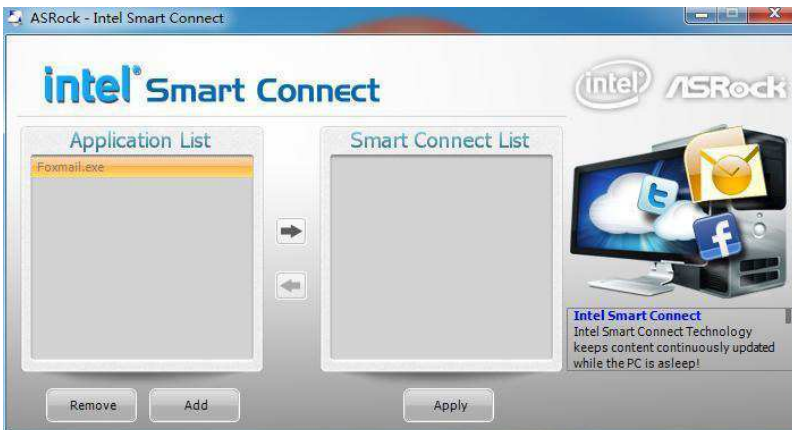 ASRock - Intel Smart Connect
intel Smart Connect
intel ASRock
Application List
Foxmail.exe
Smart Connect List
Intel Smart Connect
Intel Smart Connect Technology
keeps content continuously updated
while the PC is asleep!
Remove Add Apply